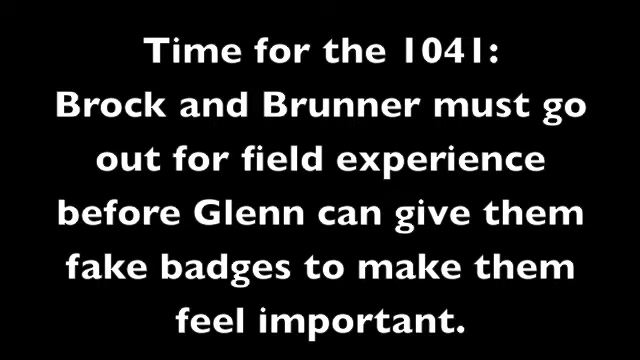 Time for the 1041:
Brock and Brunner must go
out for field experience
before Glenn can give them
fake badges to make them
feel important.